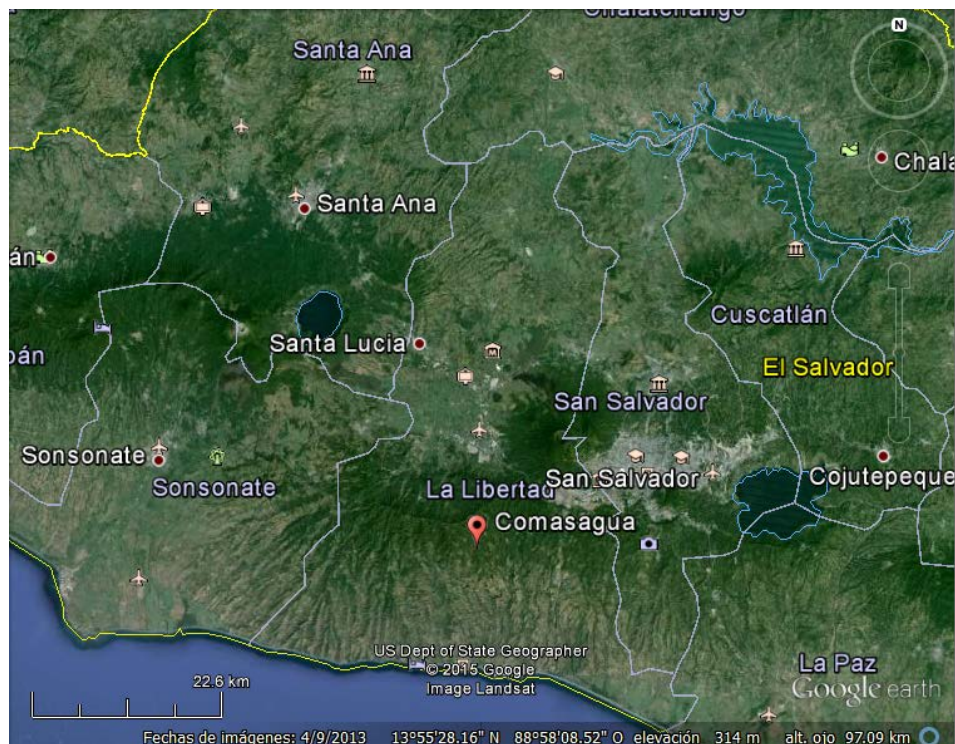 Chalatenango
Santa Ana
N
Chala
Santa Ana
án
Cuscatlán
Santa Lucia
pán
El Salvador
San Salvador
Sonsonate
Sonsonate
La Libertad
San Salvador
Cojutepeque
Comasagua
US Dept of State Geographer
© 2015 Google
Image Landsat
La Paz
Google earth
22.6 km
Fechas de imágenes: 4/9/2013 13°55'28.16" N 88°58'08.52" O elevación 314 m alt. ojo 97.09 km